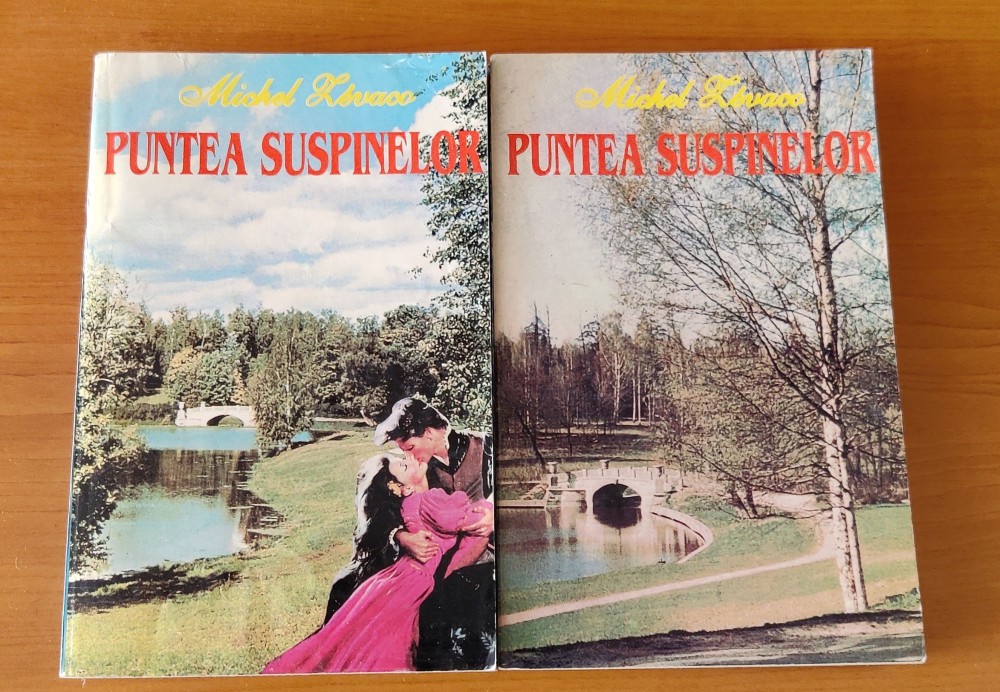 Michel Zévaco
PUNTEA SUSPINELOR
Michel Zévaco
PUNTEA SUSPINELOR